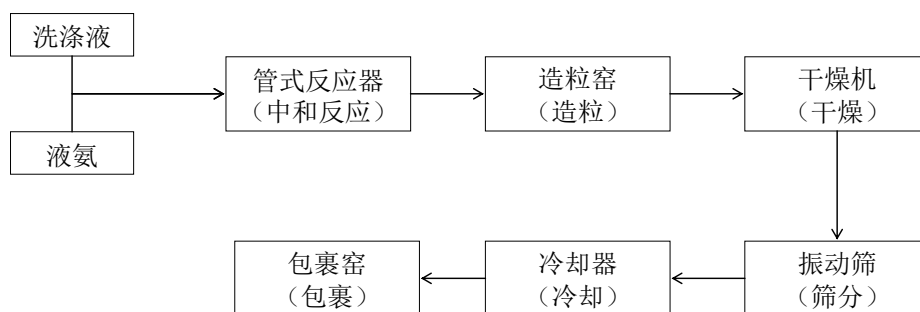 洗涤液
液氨
管式反应器
（中和反应）
造粒窑
（造粒）
干燥机
（干燥）
振动筛
（筛分）
冷却器
（冷却）
包裹窑
（包裹）